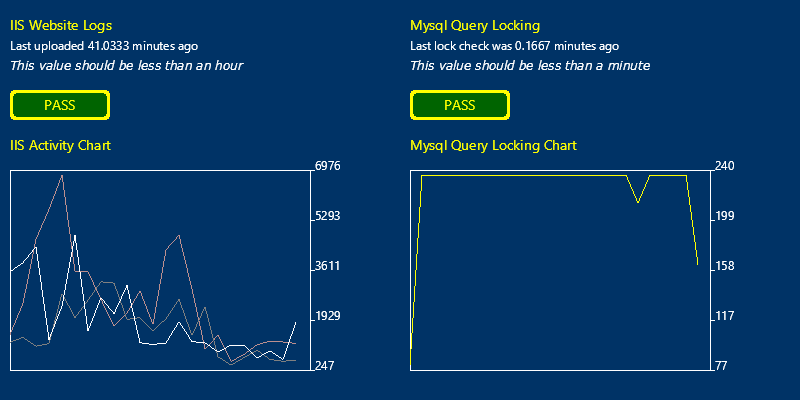 IIS Website Logs
Last uploaded 41.0333 minutes ago
This value should be less than an hour
PASS
IIS Activity Chart
6976
5293
3611
1929
247
Mysql Query Locking
Last lock check was 0.1667 minutes ago
This value should be less than a minute
PASS
Mysql Query Locking Chart
240
199
158
117
77